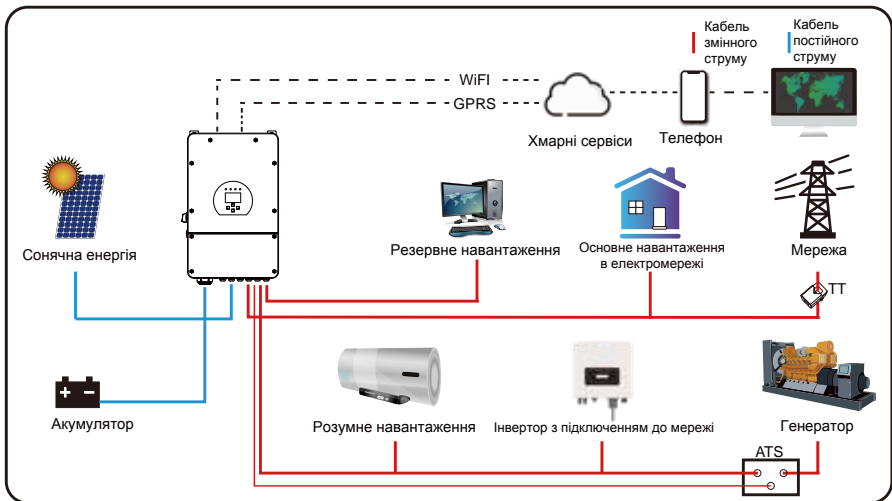 Кабель
змінного
струму
Кабель
постійного
струму
WiFI
GPRS
Хмарні сервіси
Телефон
Сонячна енергія
Резервне навантаження
Основне навантаження
в електромережі
Мережа
ТТ
Акумулятор
Розумне навантаження
Інвертор з підключенням до мережі
Генератор
ATS